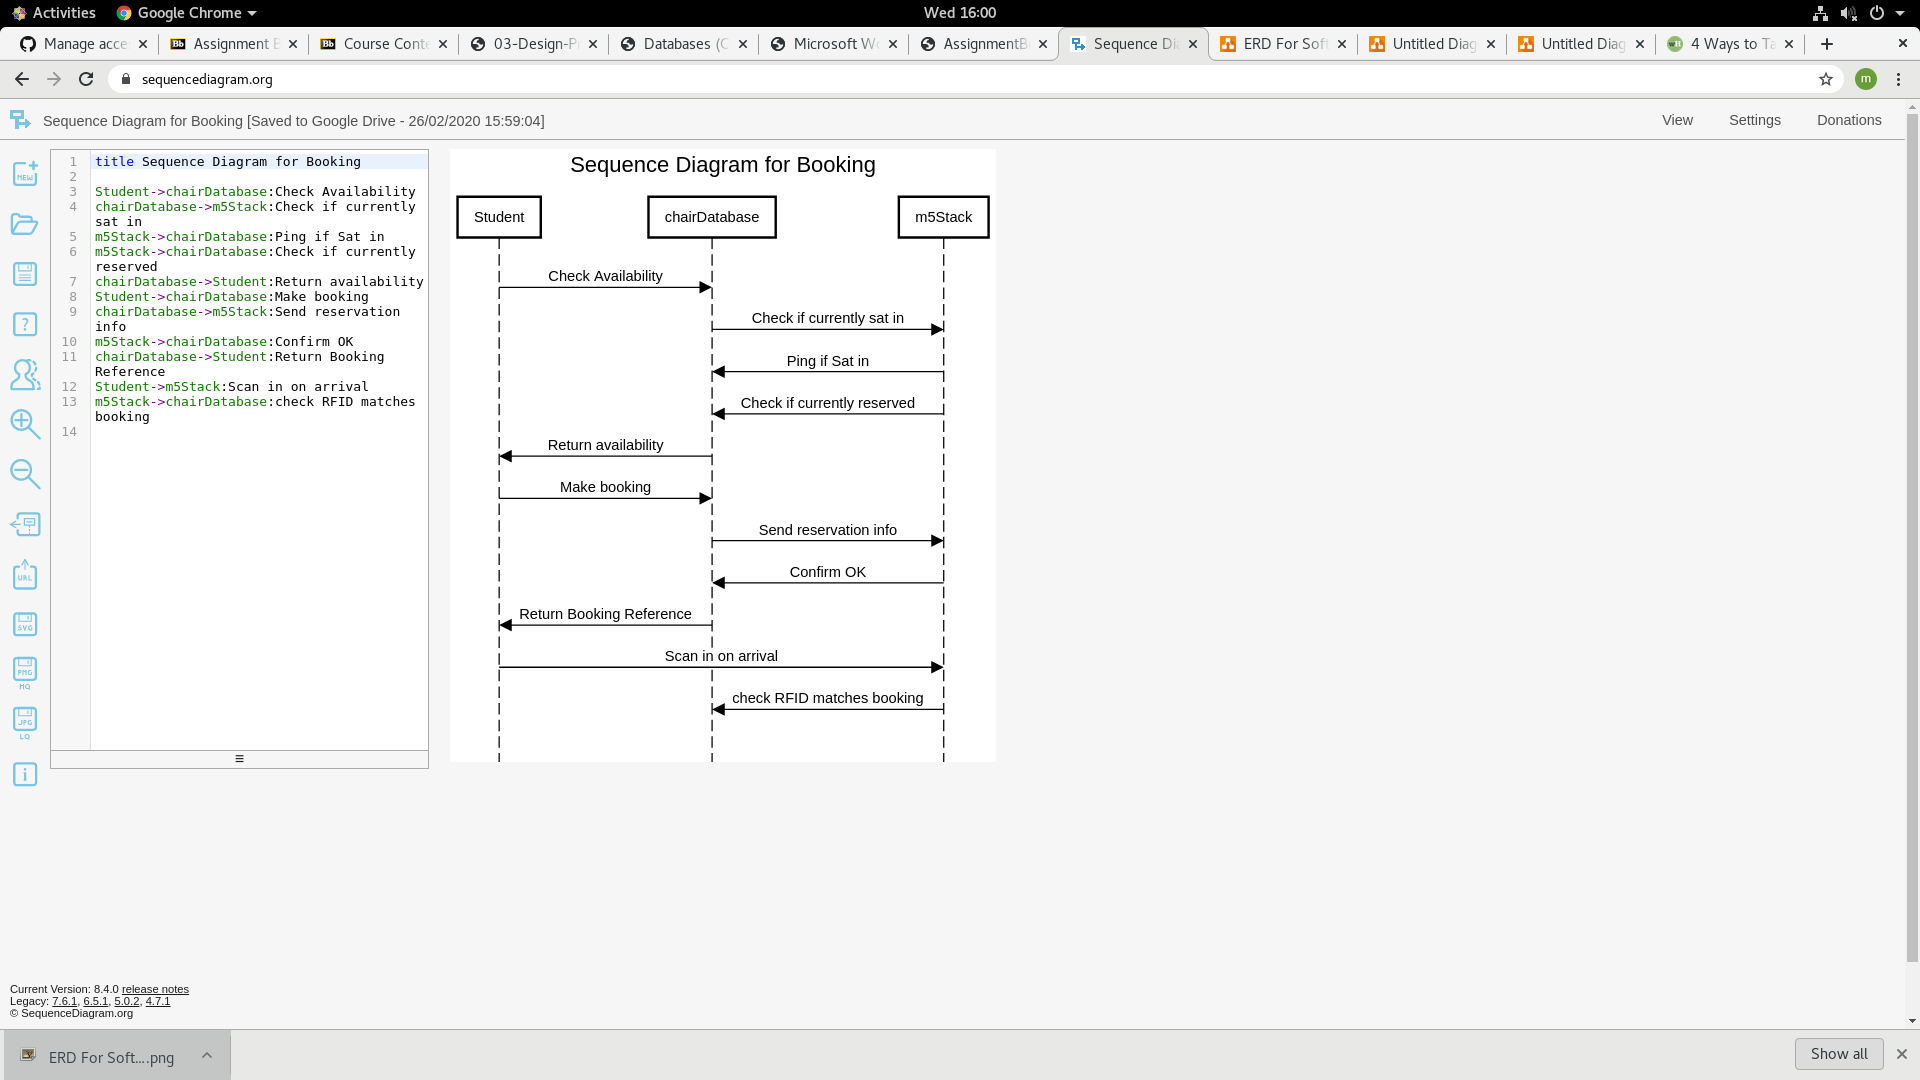 Activities
Google Chrome
Wed 16:00
Manage acce
Assignment B
Course Conte
03-Design-P
Databases (C
Microsoft Wo
AssignmentB
Sequence Dia
ERD For Soft
Untitled Diag
Untitled Diag
4 Ways to Ta
sequencediagram.org
m
Sequence Diagram for Booking [Saved to Google Drive - 26/02/2020 15:59:04]
View
Settings
Donations
NEW
URL
SVG
PNG
HQ
JPG
LQ
1 title Sequence Diagram for Booking
2
3 Student->chairDatabase:Check Availability
4 chairDatabase->m5Stack:Check if currently
sat in
5 m5Stack->chairDatabase:Ping if Sat in
6 m5Stack->chairDatabase:Check if currently
reserved
7 chairDatabase->Student:Return availability
8 Student->chairDatabase:Make booking
9 chairDatabase->m5Stack:Send reservation
info
10 m5Stack->chairDatabase:Confirm OK
11 chairDatabase->Student:Return Booking
Reference
12 Student->m5Stack:Scan in on arrival
13 m5Stack->chairDatabase:check RFID matches
booking
14
Sequence Diagram for Booking
Student
chairDatabase
m5Stack
Check Availability
Check if currently sat in
Ping if Sat in
Check if currently reserved
Return availability
Make booking
Send reservation info
Confirm OK
Return Booking Reference
Scan in on arrival
check RFID matches booking
Current Version: 8.4.0 release notes
Legacy: 7.6.1, 6.5.1, 5.0.2, 4.7.1
© SequenceDiagram.org
ERD For Soft....png
Show all